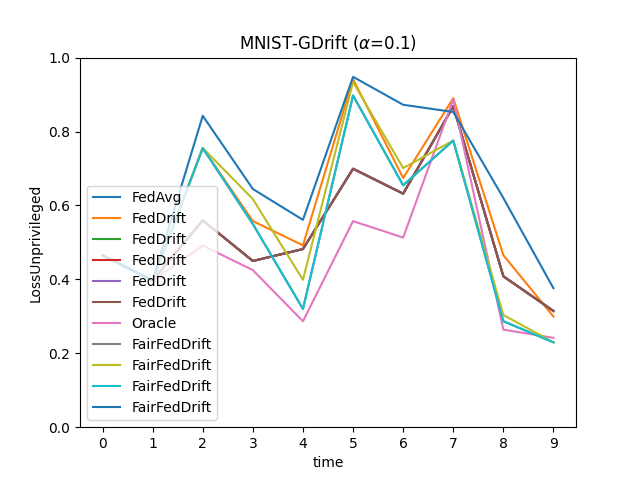 MNIST-GDrift (α=0.1)
LossUnprivileged
1.0
0.8
0.6
0.4
0.2
0.0
FedAvg
FedDrift
FedDrift
FedDrift
FedDrift
FedDrift
Oracle
FairFedDrift
FairFedDrift
FairFedDrift
FairFedDrift
0 1 2 3 4 5 6 7 8 9
time